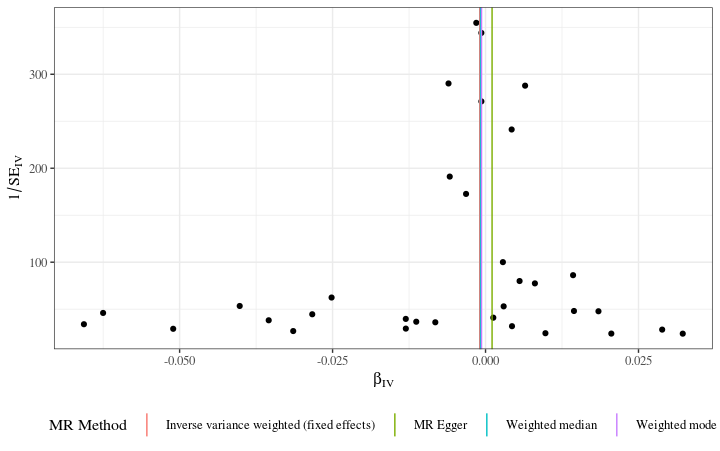 300
200
100
1/SE_IV
-0.050
-0.025
0.000
0.025
β_IV
MR Method
Inverse variance weighted (fixed effects)
MR Egger
Weighted median
Weighted mode